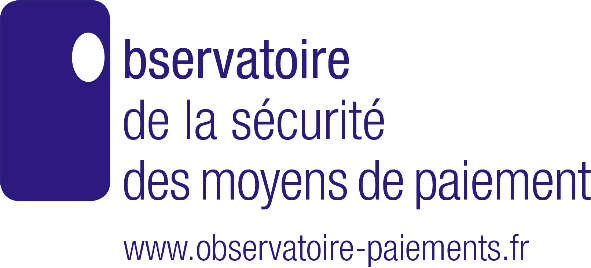 Observatoire
de la sécurité
des moyens de paiement
www.observatoire-paiements.fr